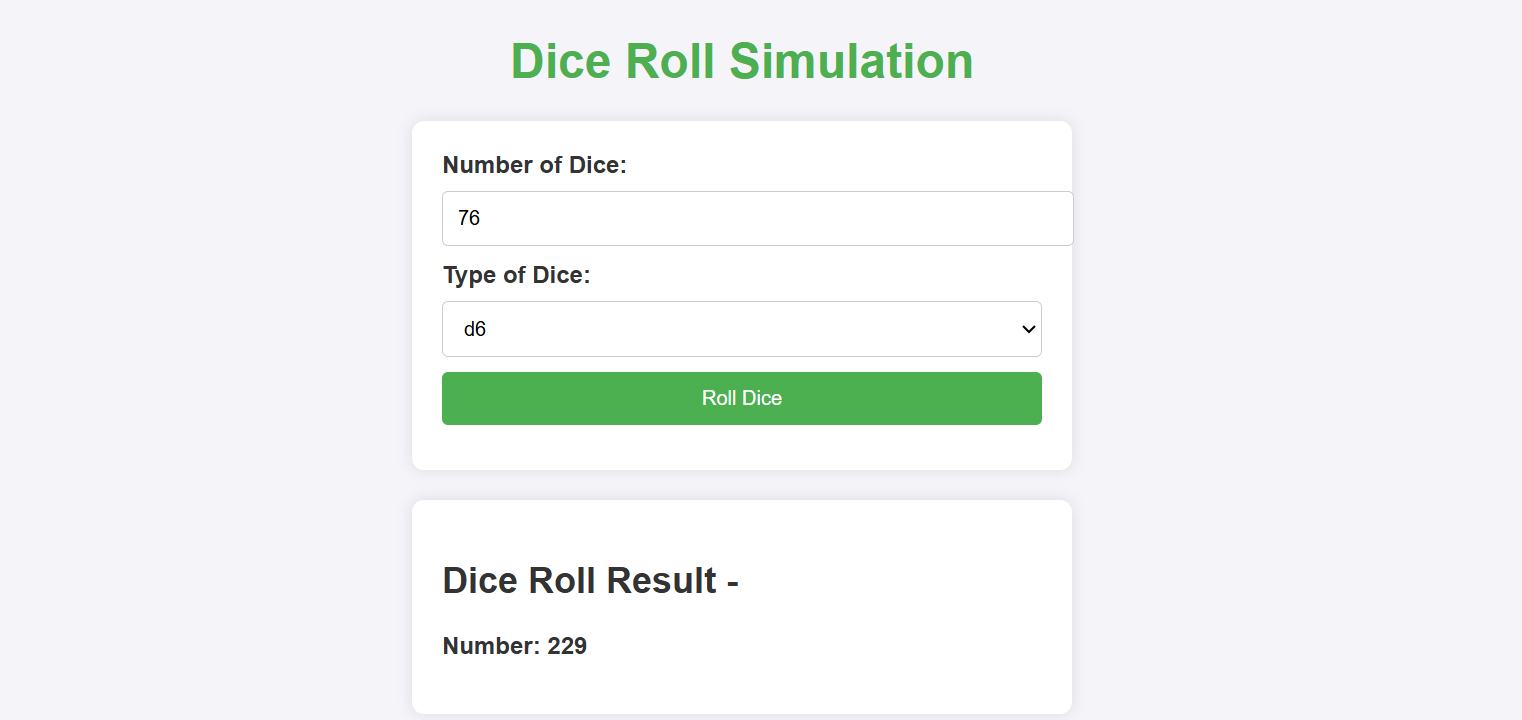 Dice Roll Simulation
Number of Dice:
76
Type of Dice:
d6
Roll Dice
Dice Roll Result -
Number: 229